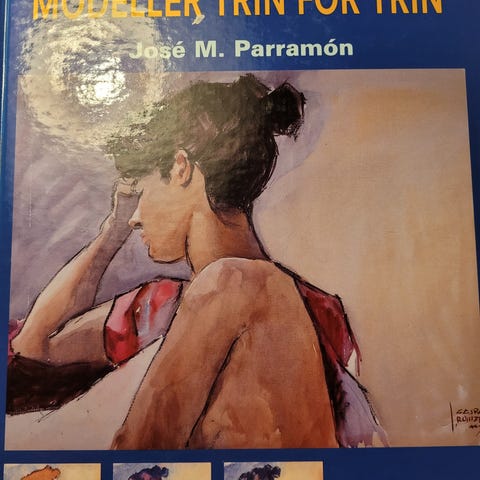 MODELLER TRIN FOR TRIN
José M. Parramón